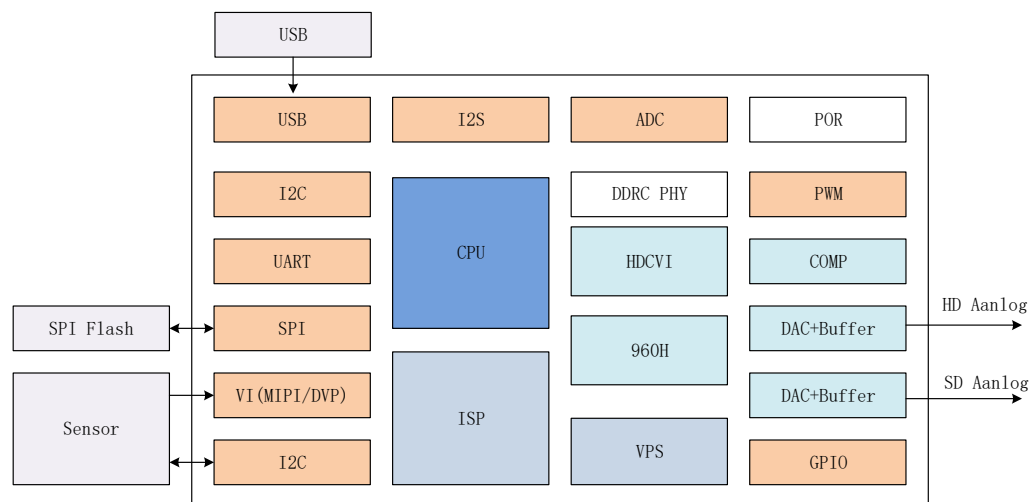 USB
USB
I2S
ADC
POR
I2C
CPU
DDRC PHY
PWM
UART
HDCVI
COMP
HD Aanlog
SPI Flash
SPI
960H
DAC+Buffer
SD Aanlog
Sensor
VI(MIPI/DVP)
ISP
DAC+Buffer
I2C
VPS
GPIO